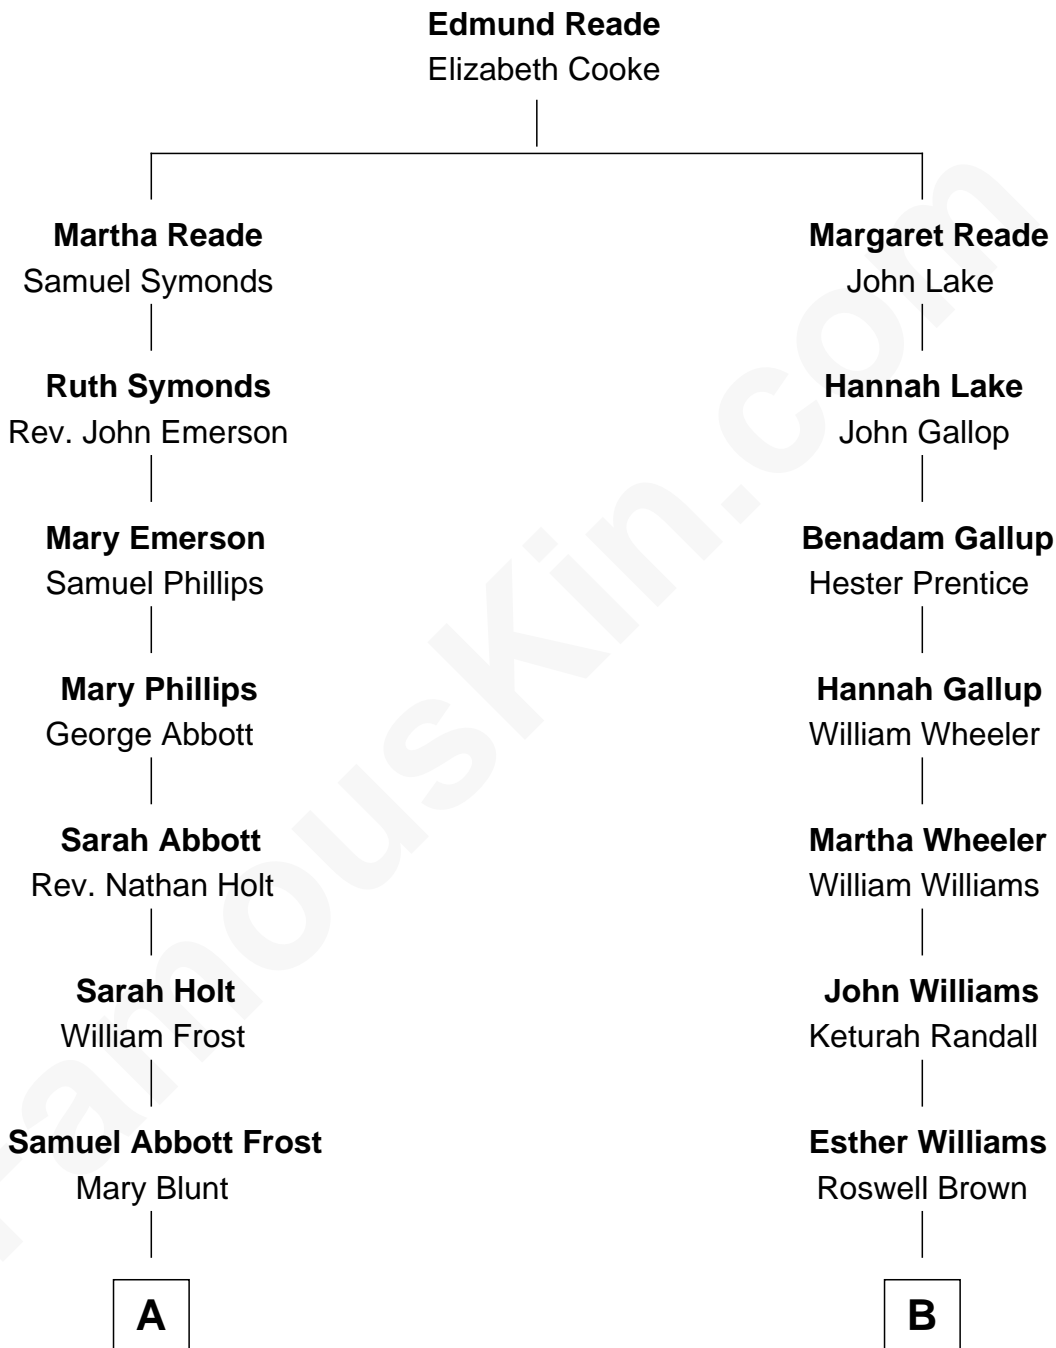 Edmund Reade
Elizabeth Cooke
Martha Reade
Samuel Symonds
Margaret Reade
John Lake
Ruth Symonds
Rev. John Emerson
Hannah Lake
John Gallop
Mary Emerson
Samuel Phillips
Benadam Gallup
Hester Prentice
Mary Phillips
George Abbott
Hannah Gallup
William Wheeler
Sarah Abbott
Rev. Nathan Holt
Martha Wheeler
William Williams
Sarah Holt
William Frost
John Williams
Keturah Randall
Samuel Abbott Frost
Mary Blunt
Esther Williams
Roswell Brown
A
B
FamousKin.com